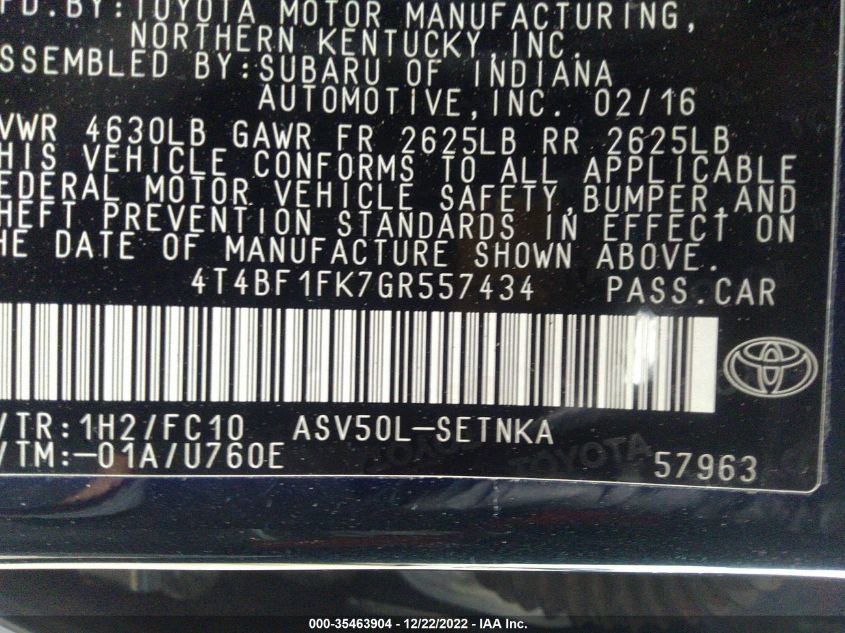 FD.BY:TOYOTA MOTOR MANUFACTURING,
NORTHERN KENTUCKY,INC.
SSEMBLED BY:SUBARU OF INDIANA
AUTOMOTIVE,INC. 02/16
VWR 4630LB GAWR FR 2625LB RR 2625LB
HIS VEHICLE CONFORMS TO ALL APPLICABLE
EDERAL MOTOR VEHICLE SAFETY,BUMPER,AND
HEFT PREVENTION STANDARDS IN EFFECT ON
HE DATE OF MANUFACTURE SHOWN ABOVE.
4T4BF1FK7GR557434 PASS.CAR
/TR:1H2/FC10 ASV50L-SETNKA
/TM:-01A/U760E
TOYOTA
57963
000-35463904 - 12/22/2022 - IAA Inc.